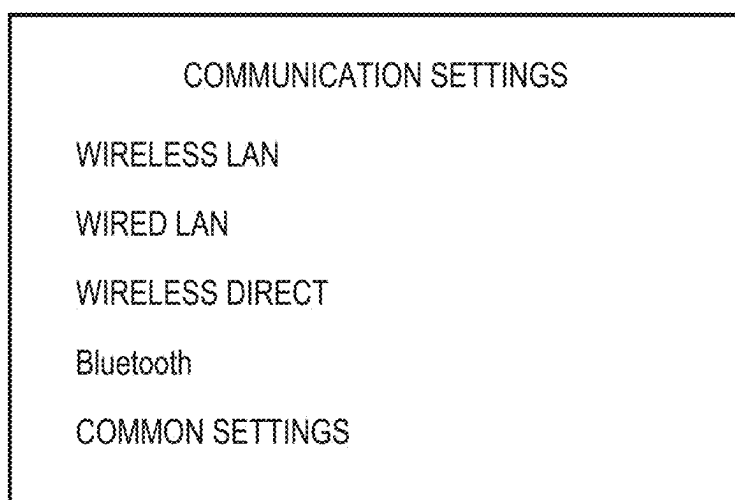 COMMUNICATION SETTINGS
WIRELESS LAN
WIRED LAN
WIRELESS DIRECT
Bluetooth
COMMON SETTINGS